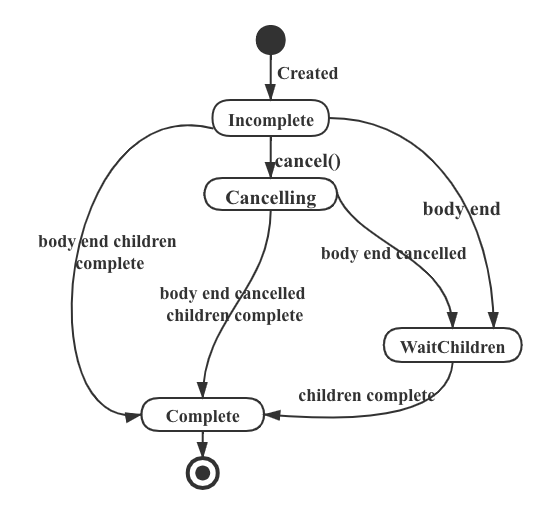 Created
Incomplete
cancel()
Cancelling
body end
body end children
complete
body end cancelled
body end cancelled
children complete
WaitChildren
children complete
Complete